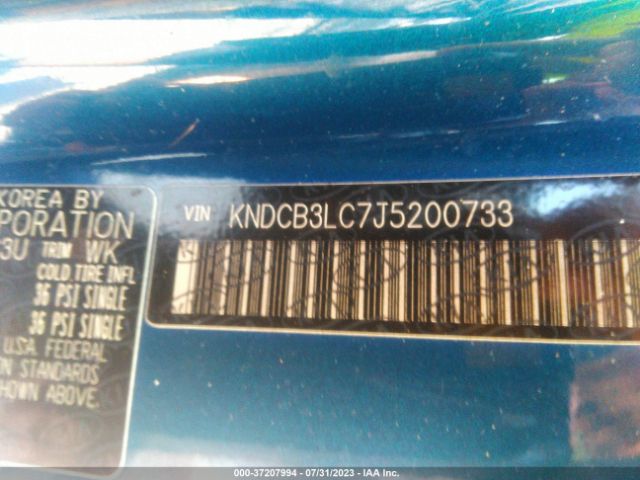 KOREA BY
PORATION
3U TRIM WK
COLD TIRE INFL
36 PSI SINGLE
36 PSI SINGLE
U.S.A. FEDERAL
ON STANDARDS
HOWN ABOVE.
VIN KNDCB3LC7J5200733
000-37207994 / 07/31/2023 - IAA Inc.